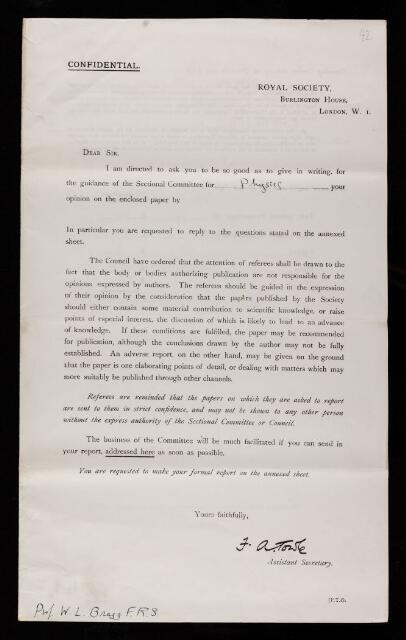 42
CONFIDENTIAL.
ROYAL SOCIETY,
BURLINGTON HOUSE,
LONDON, W. 1.
DEAR SIR,
I am directed to ask you to be so good as to give in writing, for
the guidance of the Sectional Committee for Physics your
opinion on the enclosed paper by
In particular you are requested to reply to the questions stated on the annexed
sheet.
The Council have ordered that the attention of referees shall be drawn to the
fact that the body or bodies authorizing publication are not responsible for the
opinions expressed by authors. The referees should be guided in the expression
of their opinion by the consideration that the papers published by the Society
should either contain some material contribution to scientific knowledge, or raise
points of especial interest, the discussion of which is likely to lead to an advance
of knowledge. If these conditions are fulfilled, the paper may be recommended
for publication, although the conclusions drawn by the author may not be fully
established. An adverse report, on the other hand, may be given on the ground
that the paper is one elaborating points of detail, or dealing with matters which may
more suitably be published through other channels.
Referees are reminded that the papers on which they are asked to report
are sent to them in strict confidence, and may not be shown to any other person
without the express authority of the Sectional Committee or Council.
The business of the Committee will be much facilitated if you can send in
your report, addressed here as soon as possible.
You are requested to make your formal report on the annexed sheet.
Yours faithfully,
F. A. Towle
Assistant Secretary.
[P.T.O.
Prof. W. L. Bragg F.R.S.